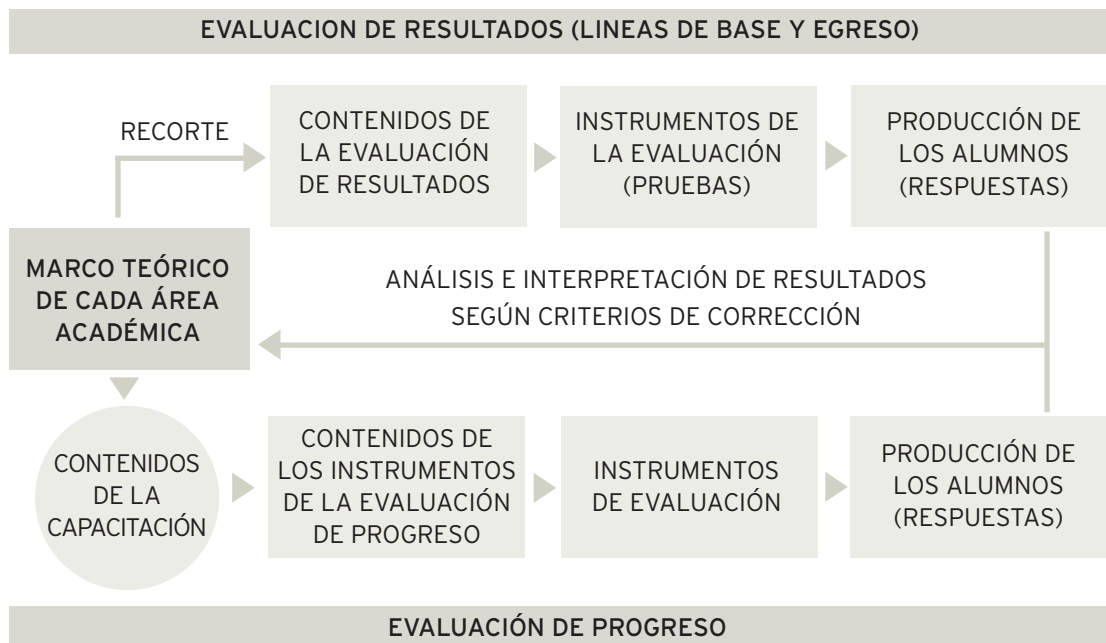 EVALUACION DE RESULTADOS (LINEAS DE BASE Y EGRESO)
RECORTE
CONTENIDOS DE
LA EVALUACIÓN
DE RESULTADOS
INSTRUMENTOS DE
LA EVALUACIÓN
(PRUEBAS)
PRODUCCIÓN DE
LOS ALUMNOS
(RESPUESTAS)
MARCO TEÓRICO
DE CADA ÁREA
ACADÉMICA
ANÁLISIS E INTERPRETACIÓN DE RESULTADOS
SEGÚN CRITERIOS DE CORRECCIÓN
CONTENIDOS
DE LA
CAPACITACIÓN
CONTENIDOS DE
LOS INSTRUMENTOS
DE LA EVALUACIÓN
DE PROGRESO
INSTRUMENTOS
DE EVALUACIÓN
PRODUCCIÓN DE
LOS ALUMNOS
(RESPUESTAS)
EVALUACIÓN DE PROGRESO